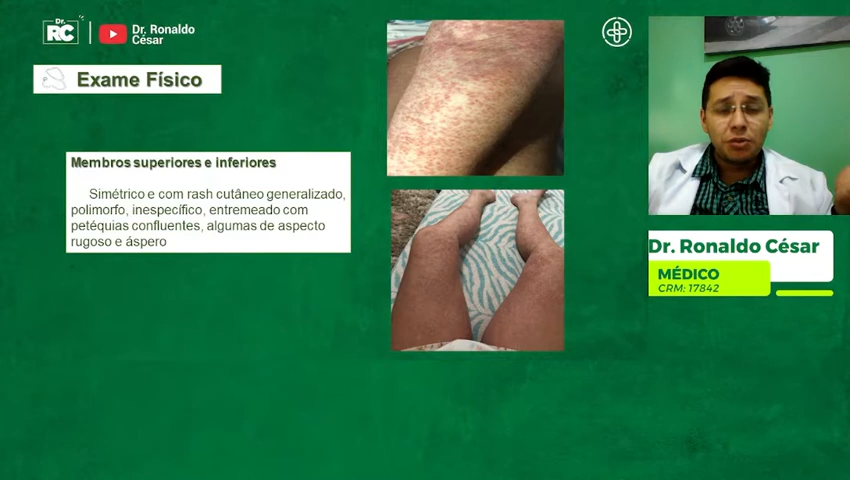 Dr.
RC
Dr. Ronaldo
César
Exame Físico
Membros superiores e inferiores
Simétrico e com rash cutâneo generalizado,
polimorfo, inespecífico, entremeado com
petéquias confluentes, algumas de aspecto
rugoso e áspero
Dr. Ronaldo César
MÉDICO
CRM: 17842